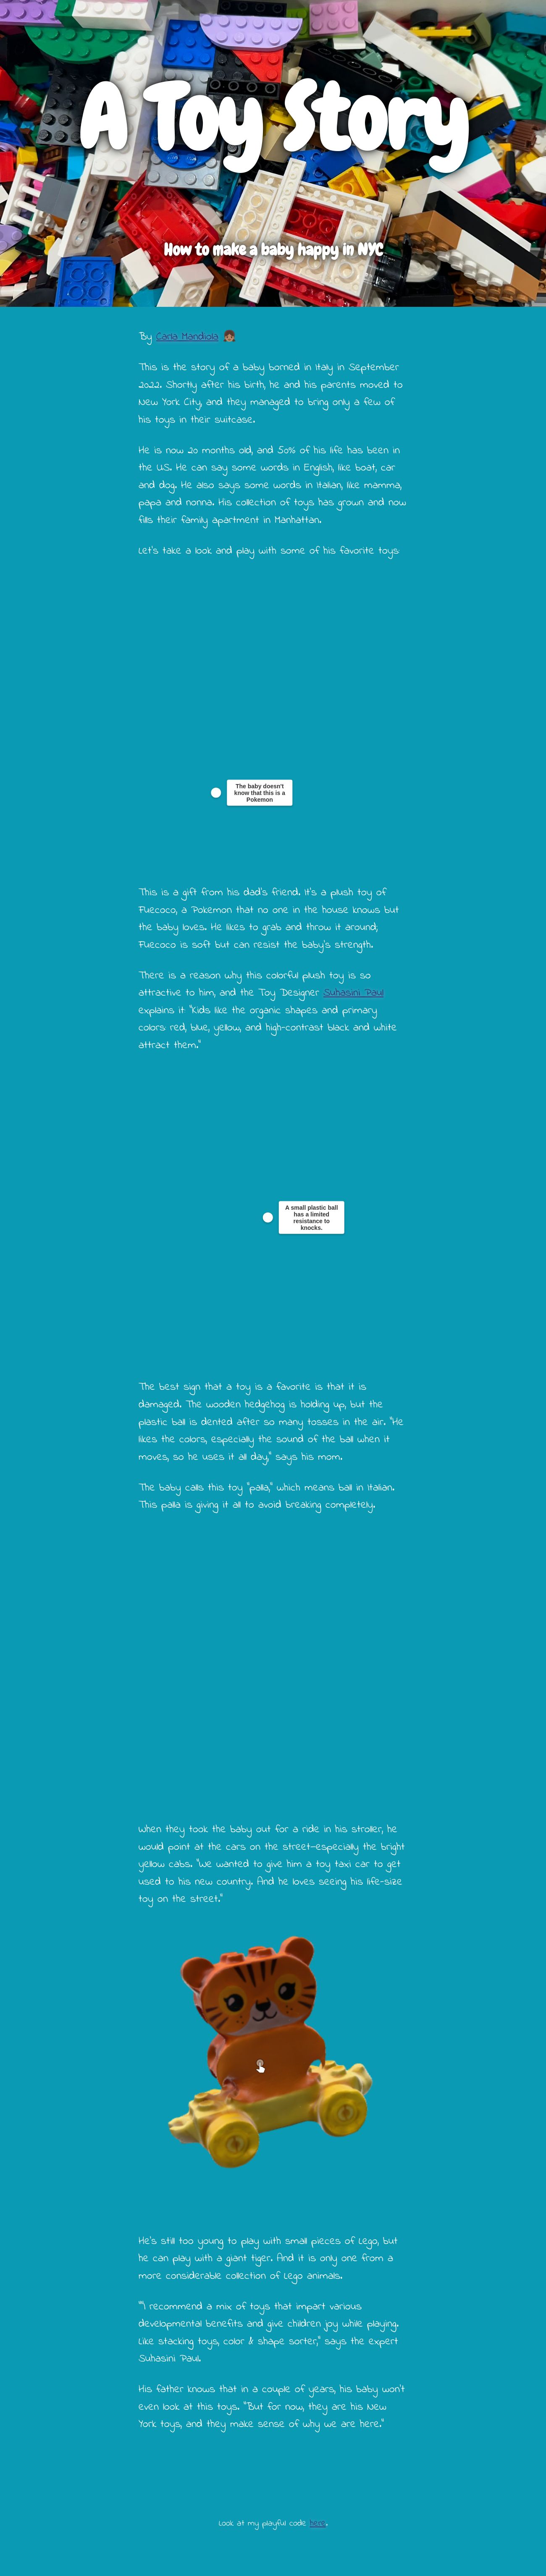 A Toy Story
How to make a baby happy in NYC
By Carla Mandiola
This is the story of a baby borned in Italy in September
2022. Shortly after his birth, he and his parents moved to
New York City, and they managed to bring only a few of
his toys in their suitcase.
He is now 20 months old, and 50% of his life has been in
the US. He can say some words in English, like boat, car
and dog. He also says some words in Italian, like mamma,
papa and nonna. His collection of toys has grown and now
fills their family apartment in Manhattan.
Let's take a look and play with some of his favorite toys:
The baby doesn't
know that this is a
Pokemon
This is a gift from his dad's friend. It's a plush toy of
Fuecoco, a Pokemon that no one in the house knows but
the baby loves. He likes to grab and throw it around;
Fuecoco is soft but can resist the baby's strength.
There is a reason why this colorful plush toy is so
attractive to him, and the Toy Designer Suhasini Paul
explains it: "Kids like the organic shapes and primary
colors: red, blue, yellow, and high-contrast black and white
attract them."
A small plastic ball
has a limited
resistance to
knocks.
The best sign that a toy is a favorite is that it is
damaged. The wooden hedgehog is holding up, but the
plastic ball is dented after so many tosses in the air. "He
likes the colors, especially the sound of the ball when it
moves, so he uses it all day," says his mom.
The baby calls this toy "palla," which means ball in Italian.
This palla is giving it all to avoid breaking completely.
When they took the baby out for a ride in his stroller, he
would point at the cars on the street—especially the bright
yellow cabs. "We wanted to give him a toy taxi car to get
used to his new country. And he loves seeing his life-size
toy on the street."
He's still too young to play with small pieces of Lego, but
he can play with a giant tiger. And it is only one from a
more considerable collection of Lego animals.
""I recommend a mix of toys that impart various
developmental benefits and give children joy while playing.
Like stacking toys, color & shape sorter," says the expert
Suhasini Paul.
His father knows that in a couple of years, his baby won't
even look at this toys. "But for now, they are his New
York toys, and they make sense of why we are here."
Look at my playful code here.